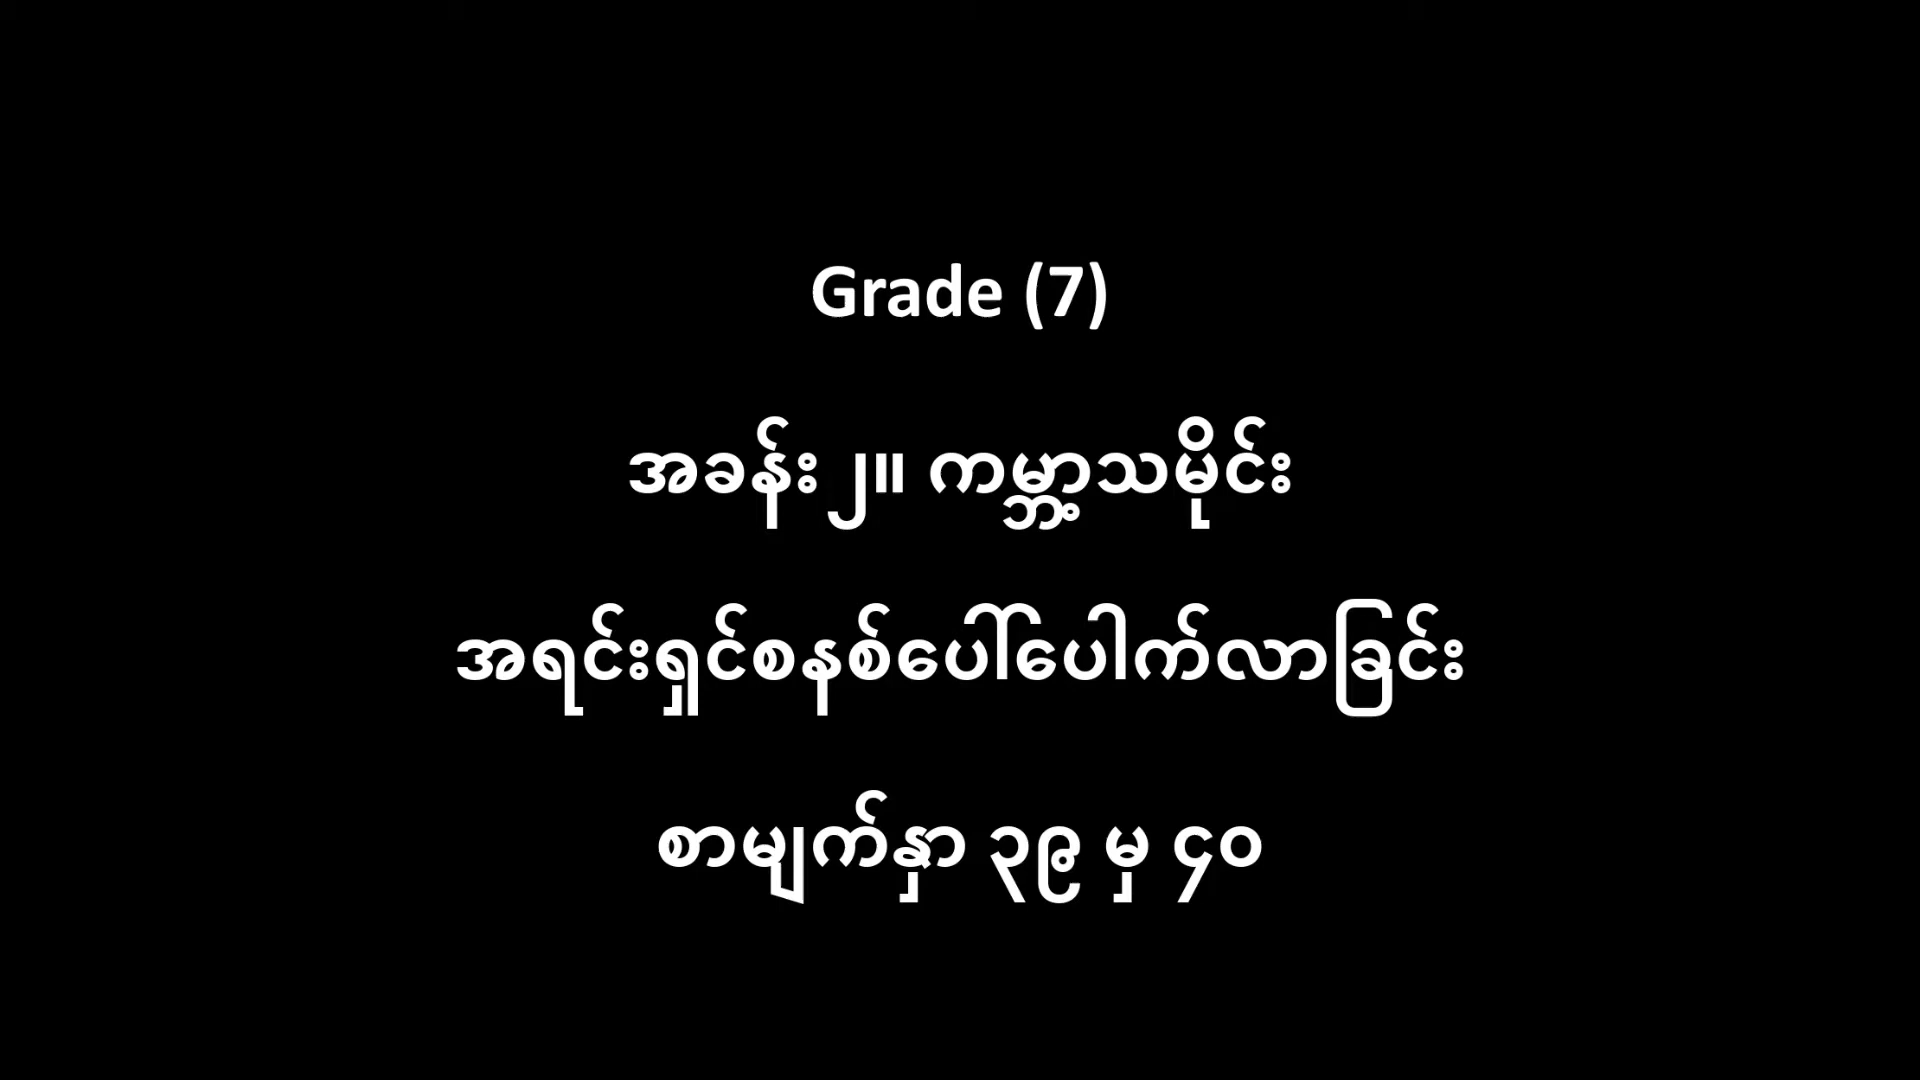 Grade (7)
အခန်း၂။ ကမ္ဘာ့သမိုင်း
အရင်းရှင်စနစ်ပေါ်ပေါက်လာခြင်း
စာမျက်နှာ ၃၉ မှ ၄၀